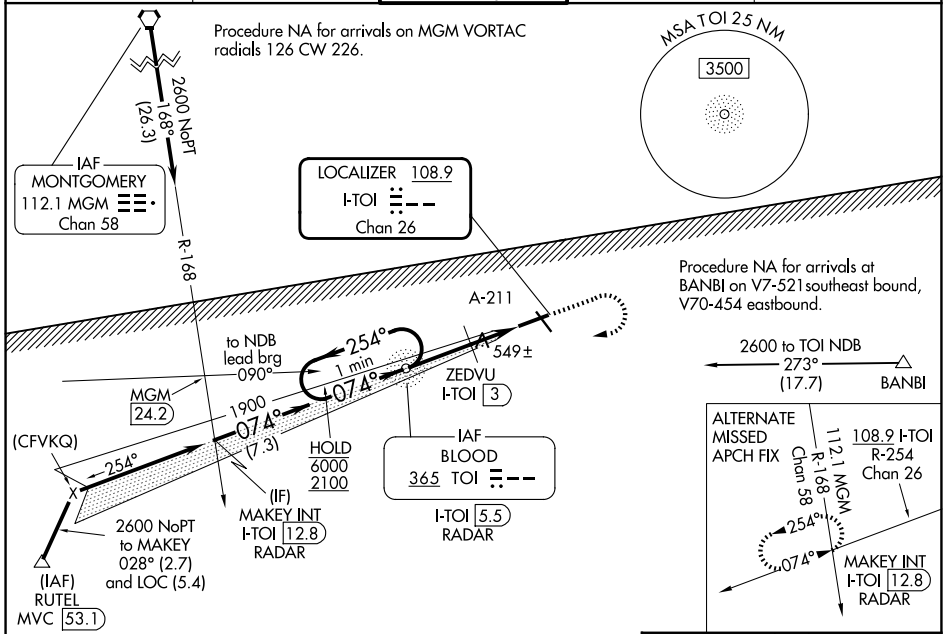 Procedure NA for arrivals on MGM VORTAC
radials 126 CW 226.
MSA TOI 25 NM
3500
2600 NoPT
168°
(26.3)
IAF
MONTGOMERY
112.1 MGM
Chan 58
LOCALIZER 108.9
I-TOI
Chan 26
R-168
A-211
Procedure NA for arrivals at
BANBI on V7-521 southeast bound,
V70-454 eastbound.
to NDB
lead brg
090°
254°
1 min
074°
549±
ZEDVU
I-TOI 3
2600 to TOI NDB
273°
(17.7)
BANBI
MGM
24.2
1900
074°
(7.3)
(CFVKQ)
254°
HOLD
6000
2100
IAF
BLOOD
365 TOI
I-TOI 5.5
RADAR
(IF)
MAKEY INT
I-TOI 12.8
RADAR
2600 NoPT
to MAKEY
028° (2.7)
and LOC (5.4)
(IAF)
RUTEL
MVC 53.1
ALTERNATE
MISSED
APCH FIX
112.1 MGM
R-168
Chan 58
108.9 I-TOI
R-254
Chan 26
254°
074°
MAKEY INT
I-TOI 12.8
RADAR